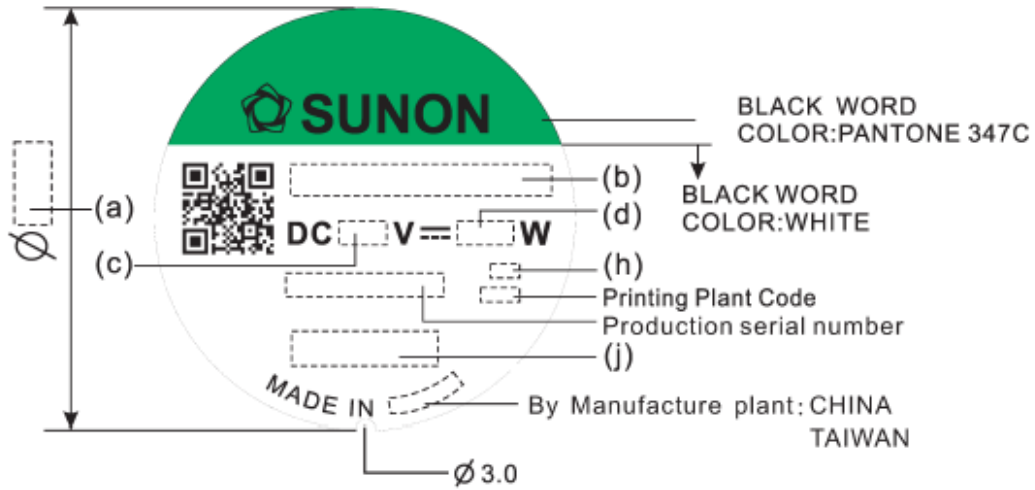 SUNON
BLACK WORD
COLOR:PANTONE 347C
(b)
BLACK WORD
COLOR:WHITE
(a)
(d)
DC V W
Ø
(c)
(h)
Printing Plant Code
Production serial number
(j)
MADE IN
By Manufacture plant: CHINA
TAIWAN
Ø 3.0